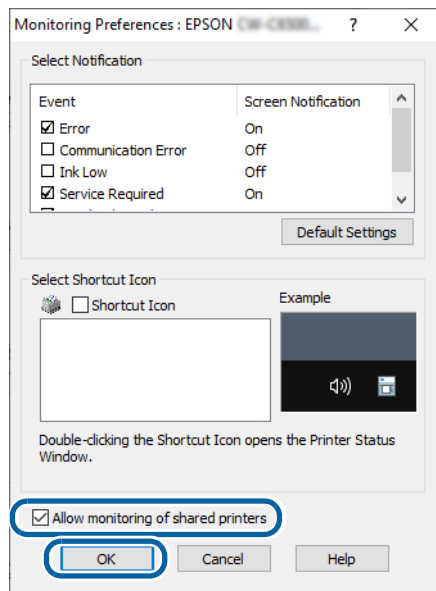 Monitoring Preferences : EPSON
Select Notification
Event Screen Notification
Error On
Communication Error Off
Ink Low Off
Service Required On
Default Settings
Select Shortcut Icon
Shortcut Icon
Example
Double-clicking the Shortcut Icon opens the Printer Status
Window.
Allow monitoring of shared printers
OK Cancel Help